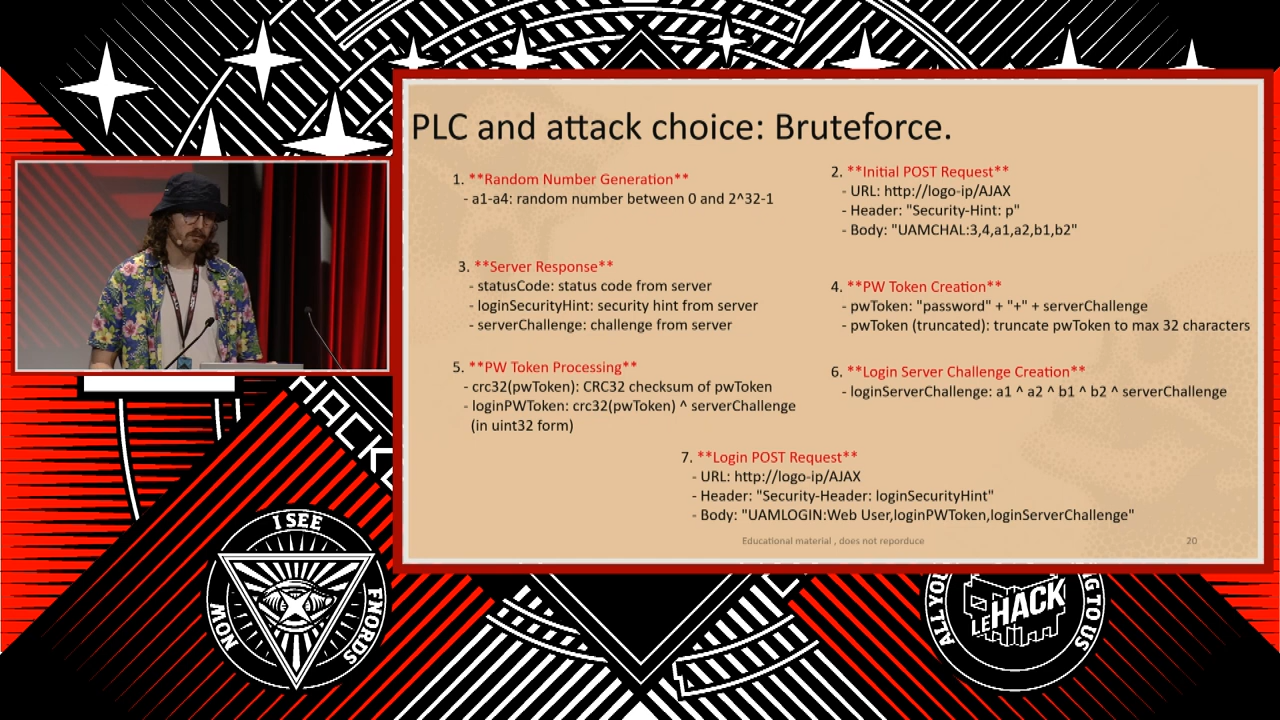 PLC and attack choice: Bruteforce.
1. **Random Number Generation**
- a1-a4: random number between 0 and 2^32-1
2. **Initial POST Request**
- URL: http://logo-ip/AJAX
- Header: "Security-Hint: p"
- Body: "UAMCHAL:3,4,a1,a2,b1,b2"
3. **Server Response**
- statusCode: status code from server
- loginSecurityHint: security hint from server
- serverChallenge: challenge from server
4. **PW Token Creation**
- pwToken: "password" + "+" + serverChallenge
- pwToken (truncated): truncate pwToken to max 32 characters
5. **PW Token Processing**
- crc32(pwToken): CRC32 checksum of pwToken
- loginPWToken: crc32(pwToken) ^ serverChallenge
(in uint32 form)
6. **Login Server Challenge Creation**
- loginServerChallenge: a1 ^ a2 ^ b1 ^ b2 ^ serverChallenge
7. **Login POST Request**
- URL: http://logo-ip/AJAX
- Header: "Security-Header: loginSecurityHint"
- Body: "UAMLOGIN:Web User,loginPWToken,loginServerChallenge"
Educational material , does not reporduce
20
HACK
I SEE
FNORDS
NOW
ALL YO
LEHACK
NG TO US